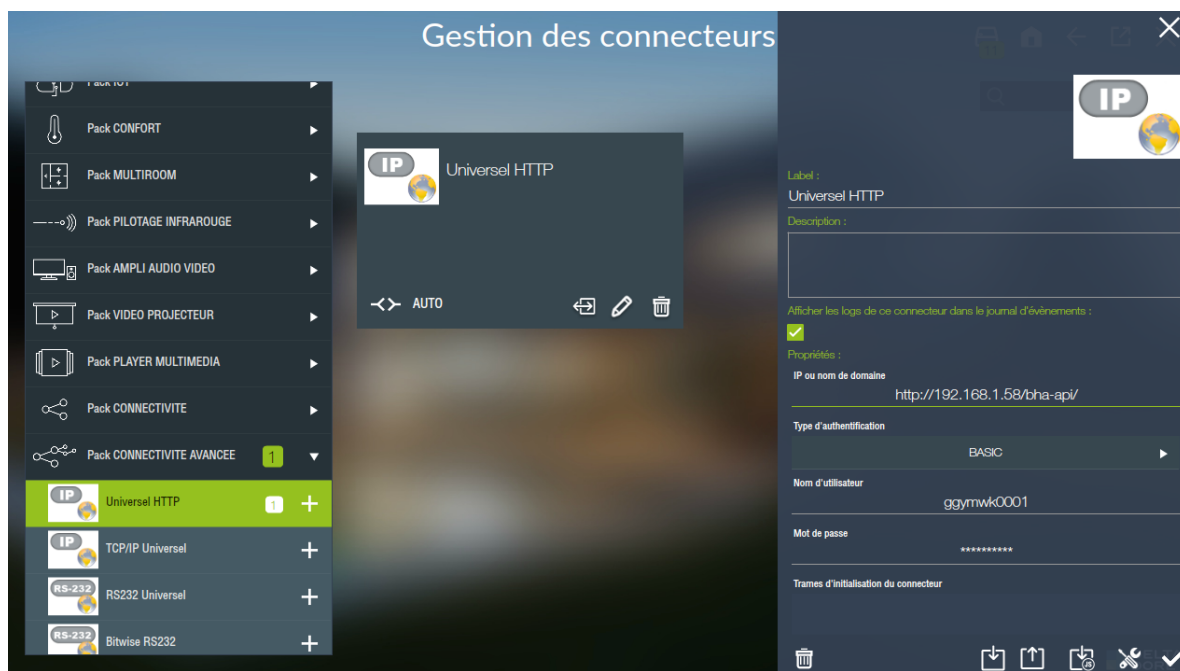 Gestion des connecteurs
Pack IOT
Pack CONFORT
Pack MULTIROOM
Pack PILOTAGE INFRAROUGE
Pack AMPLI AUDIO VIDEO
Pack VIDEO PROJECTEUR
Pack PLAYER MULTIMEDIA
Pack CONNECTIVITE
Pack CONNECTIVITE AVANCEE 1
IP Universel HTTP 1
IP TCP/IP Universel
RS-232 RS232 Universel
RS-232 Bitwise RS232
IP Universel HTTP
AUTO
IP
Label :
Universel HTTP
Description :
Afficher les logs de ce connecteur dans le journal d'évènements :
Propriétés :
IP ou nom de domaine
http://192.168.1.58/bha-api/
Type d'authentification
BASIC
Nom d'utilisateur
ggymwk0001
Mot de passe
**********
Trames d'initialisation du connecteur
JS